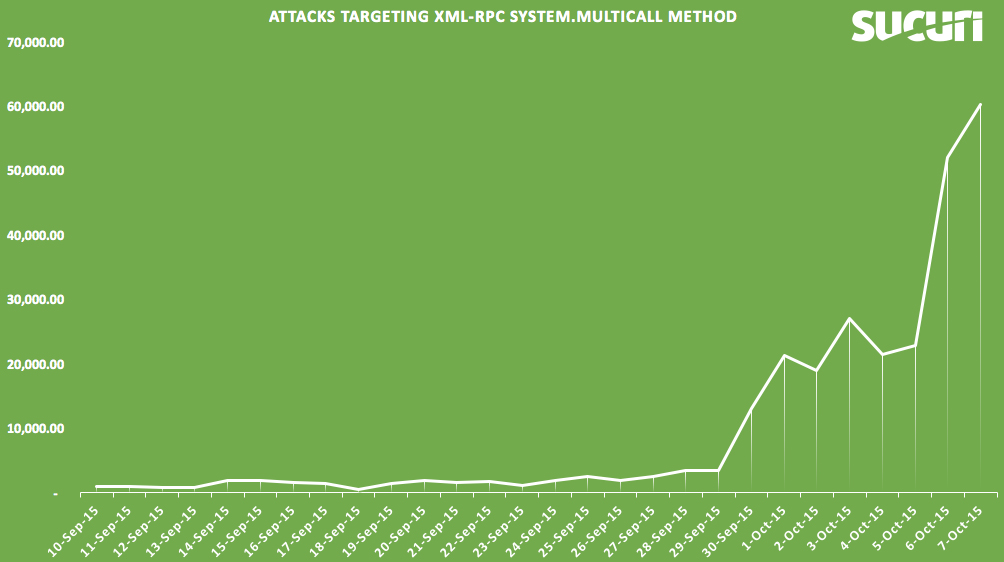 ATTACKS TARGETING XML-RPC SYSTEM.MULTICALL METHOD
sucuri
70,000.00
60,000.00
50,000.00
40,000.00
30,000.00
20,000.00
10,000.00
-
10-Sep-15
11-Sep-15
12-Sep-15
13-Sep-15
14-Sep-15
15-Sep-15
16-Sep-15
17-Sep-15
18-Sep-15
19-Sep-15
20-Sep-15
21-Sep-15
22-Sep-15
23-Sep-15
24-Sep-15
25-Sep-15
26-Sep-15
27-Sep-15
28-Sep-15
29-Sep-15
30-Sep-15
1-Oct-15
2-Oct-15
3-Oct-15
4-Oct-15
5-Oct-15
6-Oct-15
7-Oct-15